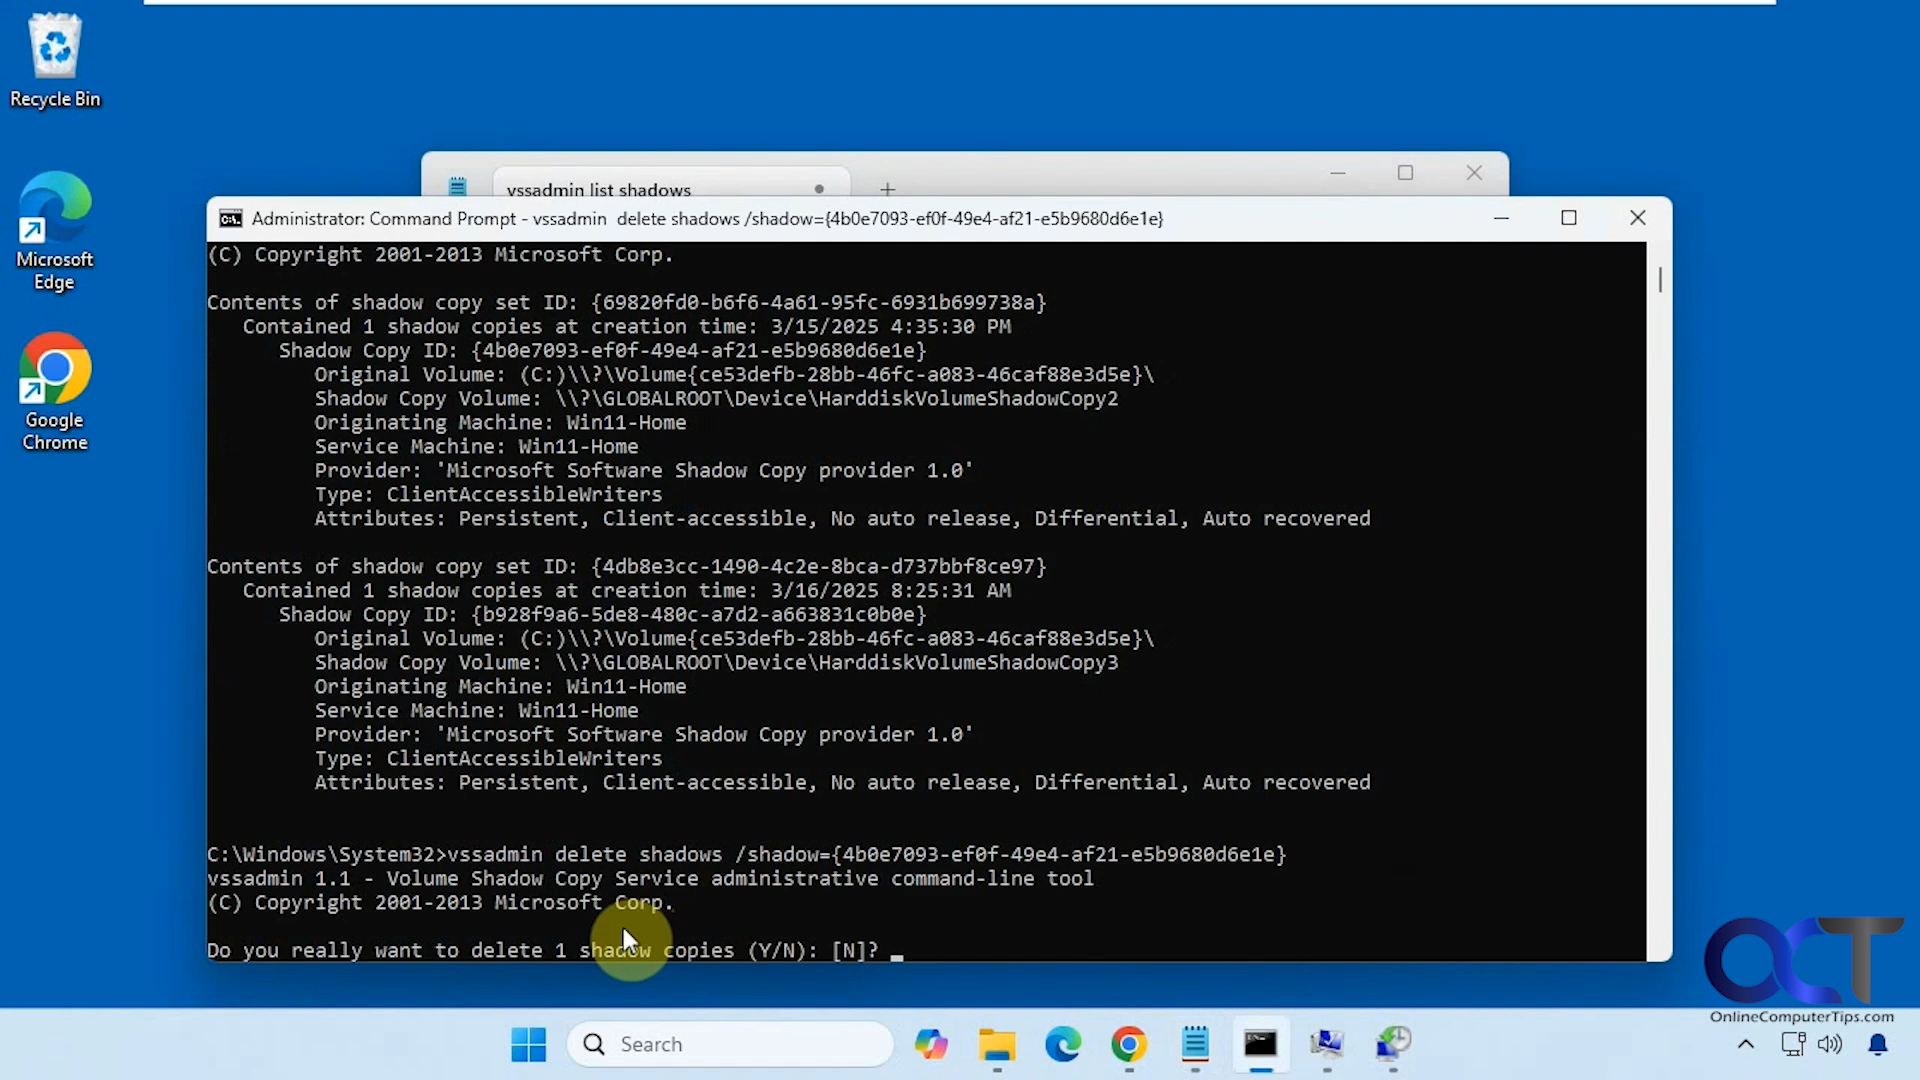 Recycle Bin
Microsoft
Edge
Google
Chrome
vssadmin list shadows
Administrator: Command Prompt - vssadmin  delete shadows /shadow={4b0e7093-ef0f-49e4-af21-e5b9680d6e1e}
(C) Copyright 2001-2013 Microsoft Corp.
Contents of shadow copy set ID: {69820fd0-b6f6-4a61-95fc-6931b699738a}
Contained 1 shadow copies at creation time: 3/15/2025 4:35:30 PM
Shadow Copy ID: {4b0e7093-ef0f-49e4-af21-e5b9680d6e1e}
Original Volume: (C:)\\?\Volume{ce53defb-28bb-46fc-a083-46caf88e3d5e}\
Shadow Copy Volume: \\?\GLOBALROOT\Device\HarddiskVolumeShadowCopy2
Originating Machine: Win11-Home
Service Machine: Win11-Home
Provider: 'Microsoft Software Shadow Copy provider 1.0'
Type: ClientAccessibleWriters
Attributes: Persistent, Client-accessible, No auto release, Differential, Auto recovered
Contents of shadow copy set ID: {4db8e3cc-1490-4c2e-8bca-d737bbf8ce97}
Contained 1 shadow copies at creation time: 3/16/2025 8:25:31 AM
Shadow Copy ID: {b928f9a6-5de8-480c-a7d2-a663831c0b0e}
Original Volume: (C:)\\?\Volume{ce53defb-28bb-46fc-a083-46caf88e3d5e}\
Shadow Copy Volume: \\?\GLOBALROOT\Device\HarddiskVolumeShadowCopy3
Originating Machine: Win11-Home
Service Machine: Win11-Home
Provider: 'Microsoft Software Shadow Copy provider 1.0'
Type: ClientAccessibleWriters
Attributes: Persistent, Client-accessible, No auto release, Differential, Auto recovered
C:\Windows\System32>vssadmin delete shadows /shadow={4b0e7093-ef0f-49e4-af21-e5b9680d6e1e}
vssadmin 1.1 - Volume Shadow Copy Service administrative command-line tool
(C) Copyright 2001-2013 Microsoft Corp.
Do you really want to delete 1 shadow copies (Y/N): [N]?
OCT
OnlineComputerTips.com
Search